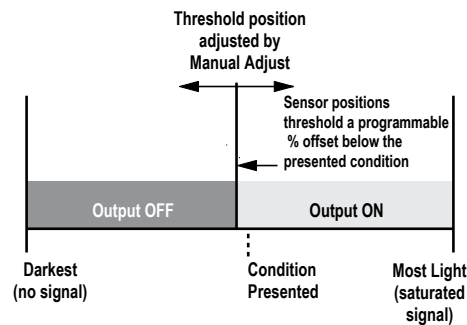 Threshold position
adjusted by
Manual Adjust
Sensor positions
threshold a programmable
% offset below the
presented condition
Output OFF
Output ON
Darkest
(no signal)
Condition
Presented
Most Light
(saturated
signal)